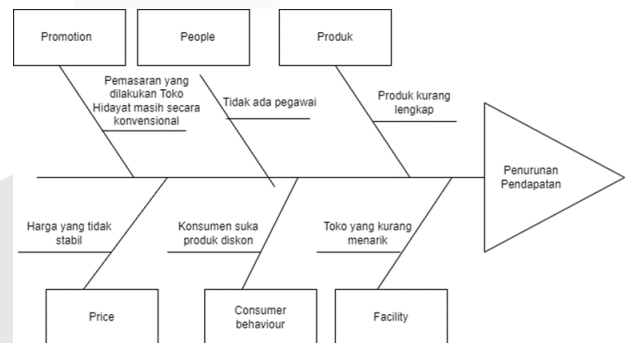 Promotion
People
Produk
Pemasaran yang
dilakukan Toko
Hidayat masih secara
konvensional
Tidak ada pegawai
Produk kurang
lengkap
Penurunan
Pendapatan
Harga yang tidak
stabil
Konsumen suka
produk diskon
Toko yang kurang
menarik
Price
Consumer
behaviour
Facility